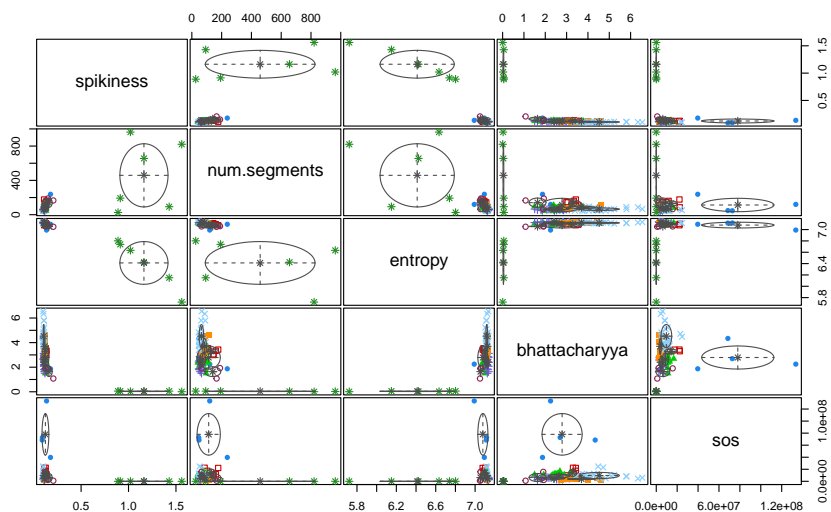 0 200 400 600 800
0 1 2 3 4 5 6
spikiness
0.5 1.0 1.5
0 400 800
num.segments
entropy
5.8 6.4 7.0
0 2 4 6
bhattacharyya
sos
0.0e+00 1.0e+08
0.5 1.0 1.5
5.8 6.2 6.6 7.0
0.0e+00 6.0e+07 1.2e+08